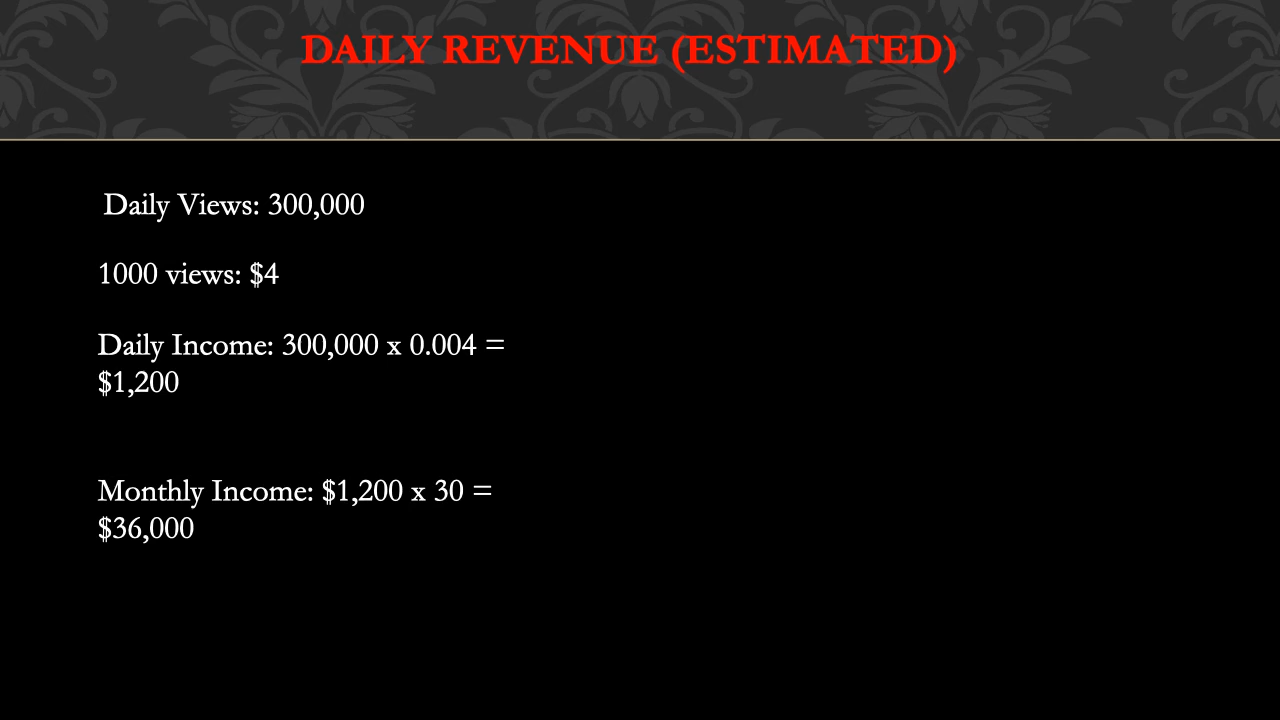 DAILY REVENUE (ESTIMATED)
Daily Views: 300,000
1000 views: $4
Daily Income: 300,000 x 0.004 =
$1,200
Monthly Income: $1,200 x 30 =
$36,000